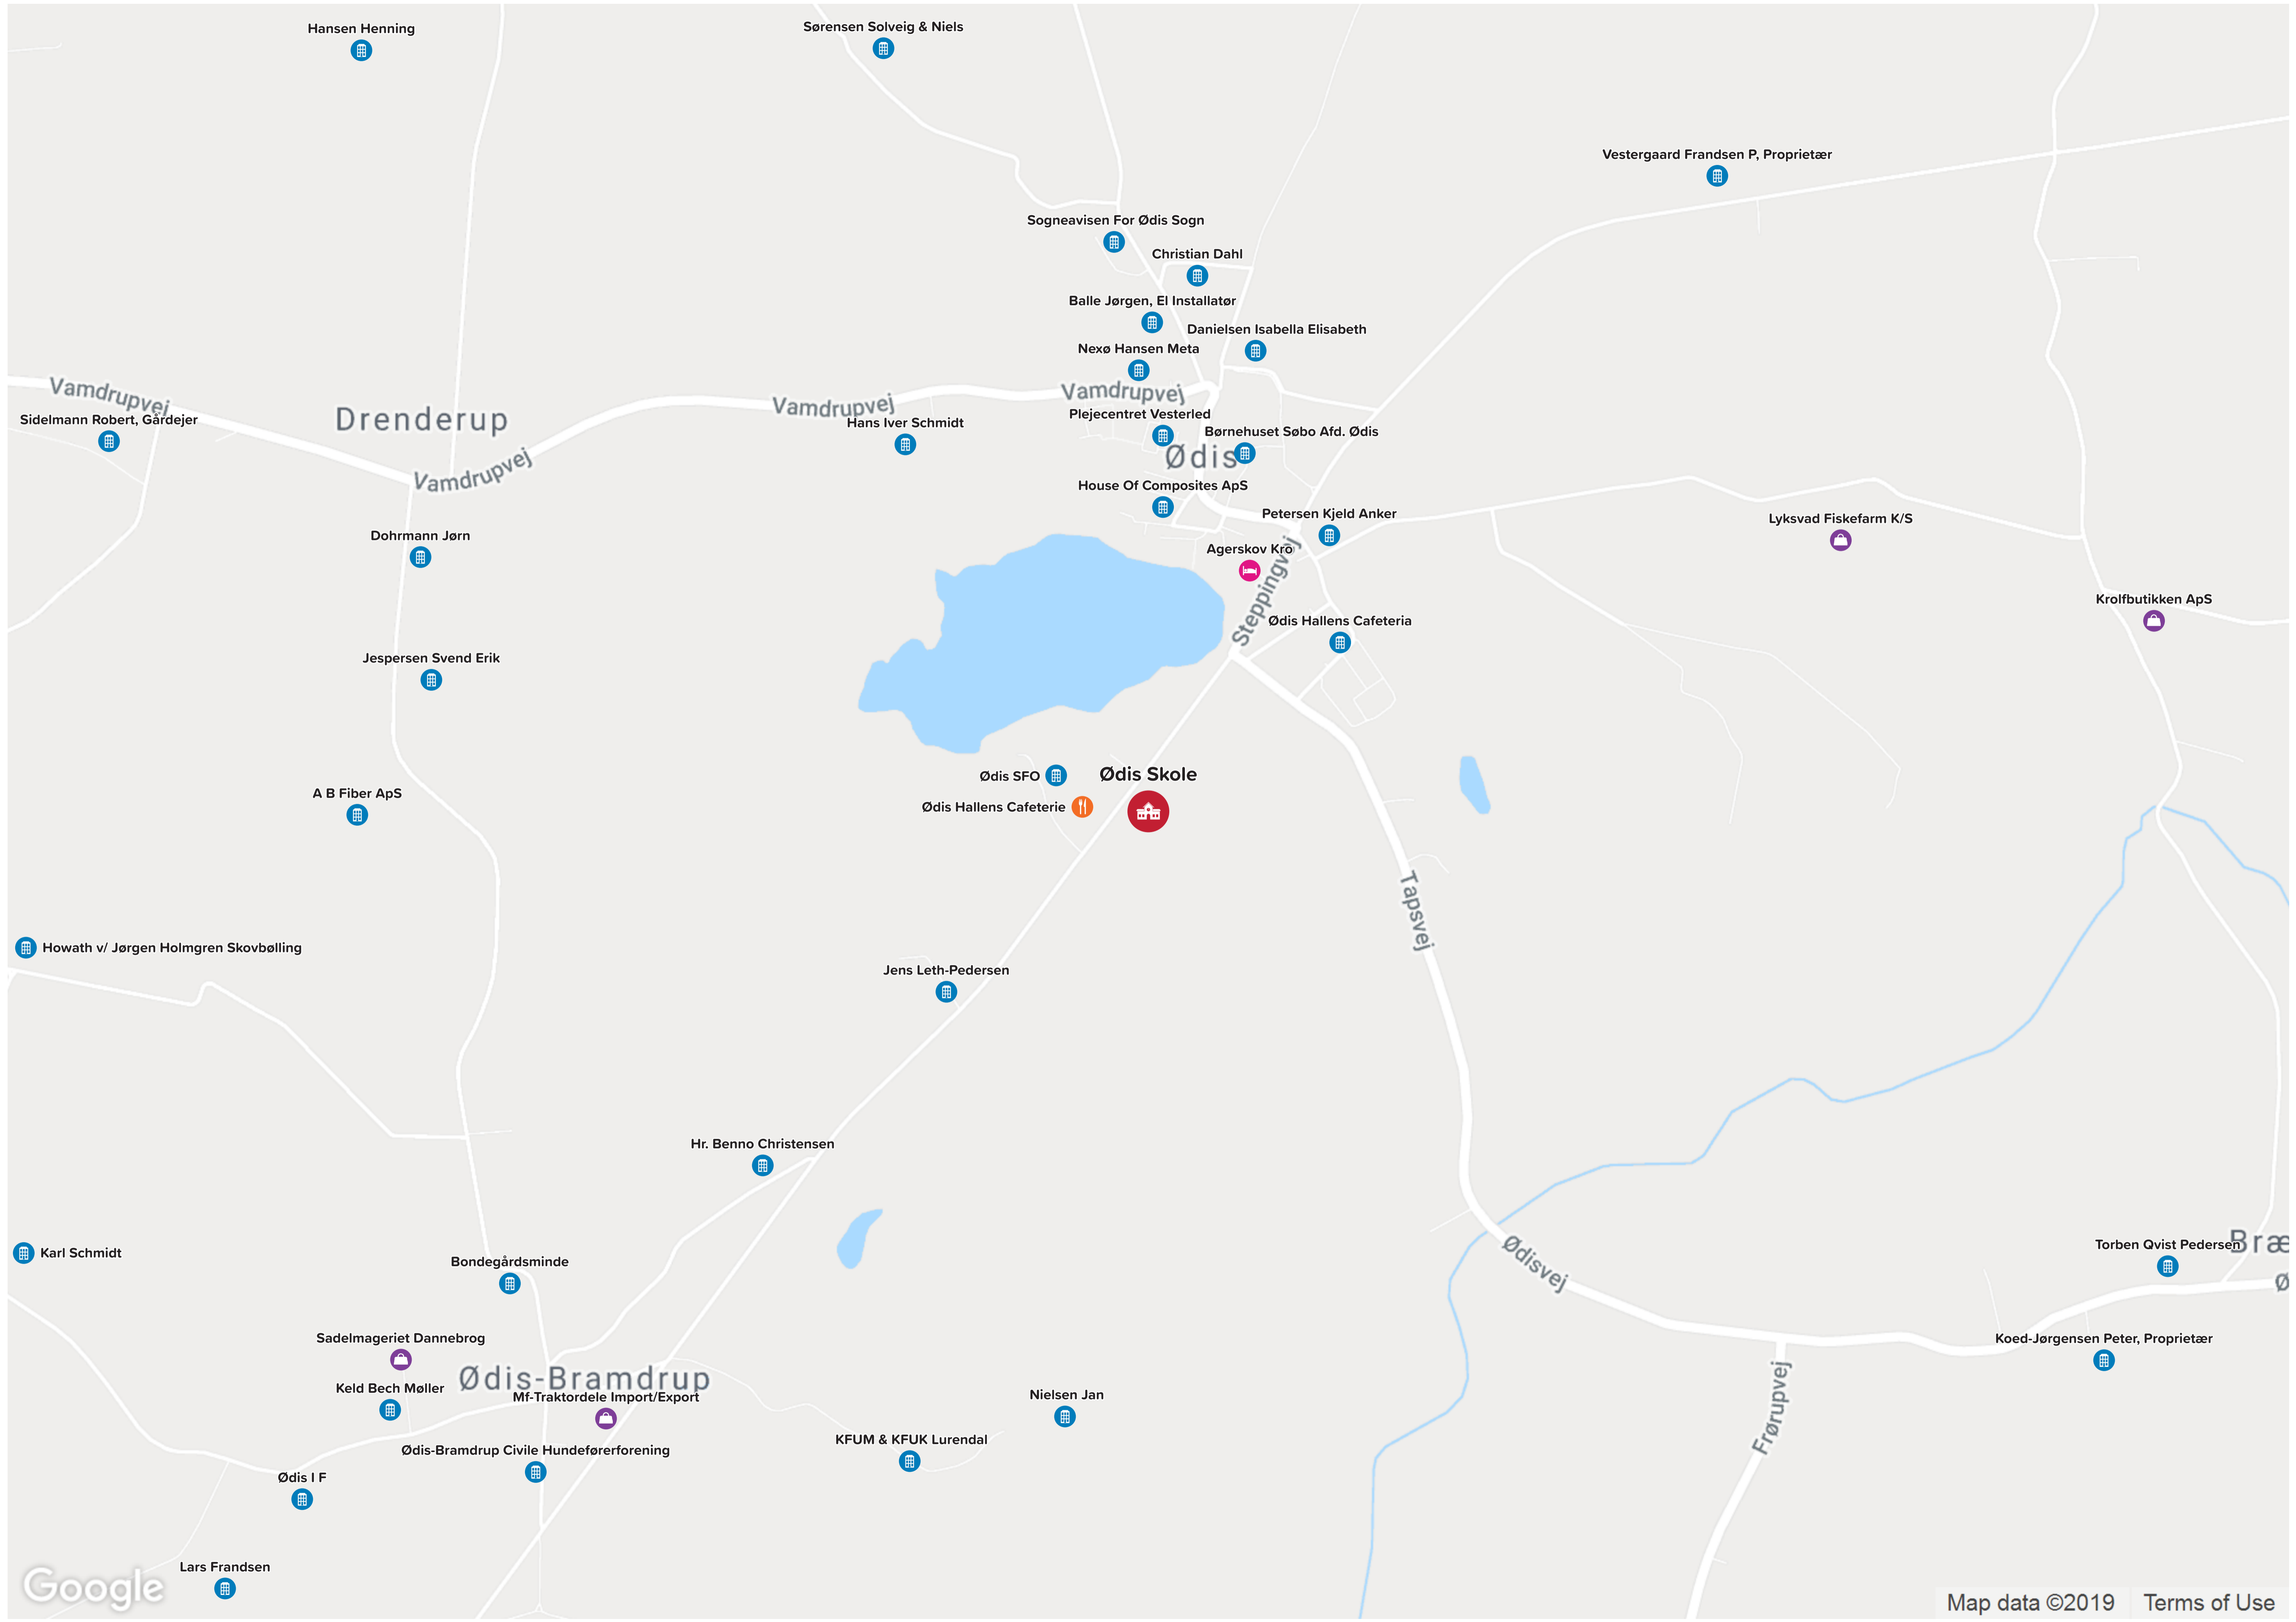 Hansen Henning
Sørensen Solveig & Niels
Vestergaard Frandsen P, Proprietær
Sogneavisen For Ødis Sogn
Christian Dahl
Balle Jørgen, El Installatør
Danielsen Isabella Elisabeth
Nexø Hansen Meta
Vamdrupvej
Vamdrupvej
Vamdrupvej
Sidelmann Robert, Gårdejer
Drenderup
Hans Iver Schmidt
Plejecentret Vesterled
Børnehuset Søbo Afd. Ødis
Ødis
Vamdrupvej
House Of Composites ApS
Petersen Kjeld Anker
Lyksvad Fiskefarm K/S
Dohrmann Jørn
Agerskov Kro
Steppingvej
Krolfbutikken ApS
Ødis Hallens Cafeteria
Jespersen Svend Erik
Ødis SFO
Ødis Skole
A B Fiber ApS
Ødis Hallens Cafeterie
Tapsvej
Howath v/ Jørgen Holmgren Skovbølling
Jens Leth-Pedersen
Hr. Benno Christensen
Karl Schmidt
Bondegårdsminde
Ødisvej
Torben Qvist Pedersen
Bræ
Ø
Sadelmageriet Dannebrog
Koed-Jørgensen Peter, Proprietær
Ødis-Bramdrup
Keld Bech Møller
Mf-Traktordele Import/Export
Nielsen Jan
Frørupvej
KFUM & KFUK Lurendal
Ødis-Bramdrup Civile Hundeførerforening
Ødis I F
Lars Frandsen
Google
Map data ©2019
Terms of Use